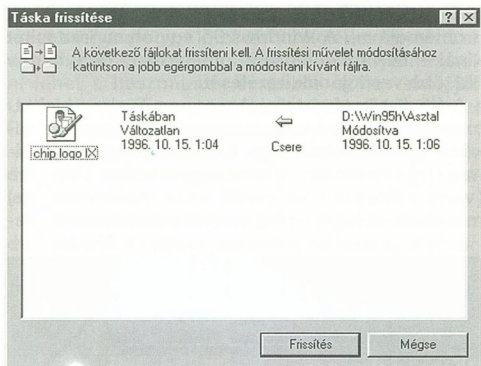 Táska frissítése
A következő fájlokat frissíteni kell. A frissítési művelet módosításához
kattintson a jobb egérgombbal a módosítani kívánt fájlra.
chip logo IX
Táskában
Változatlan
1996. 10. 15. 1:04
Csere
D:\Win95h\Asztal
Módosítva
1996. 10. 15. 1:06
Frissítés
Mégse